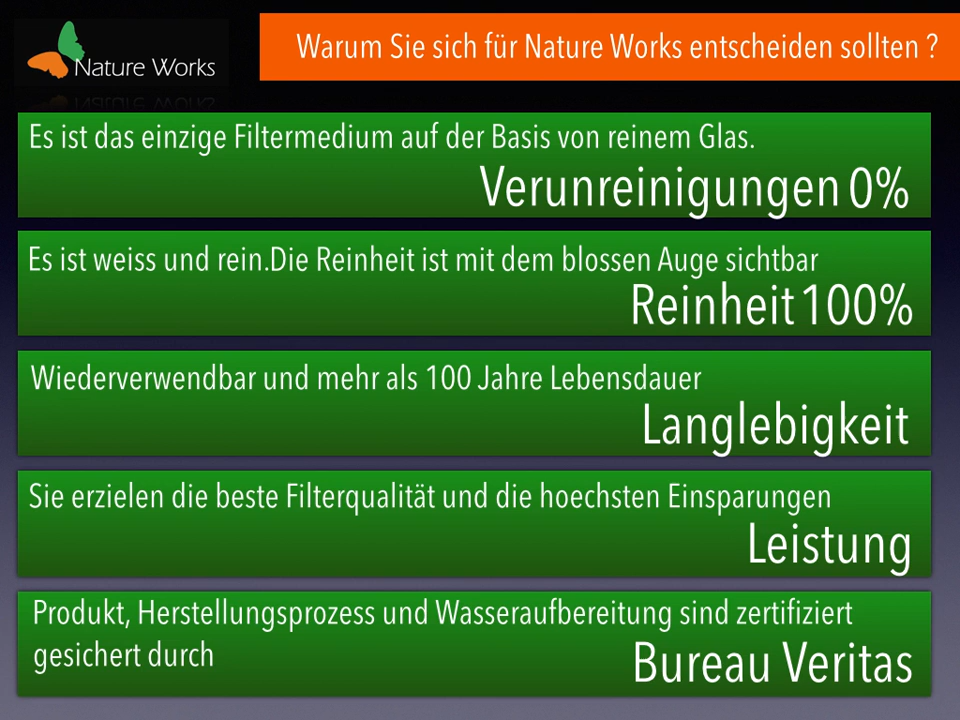 Nature Works
Warum Sie sich für Nature Works entscheiden sollten ?
Es ist das einzige Filtermedium auf der Basis von reinem Glas.
Verunreinigungen 0%
Es ist weiss und rein.Die Reinheit ist mit dem blossen Auge sichtbar
Reinheit 100%
Wiederverwendbar und mehr als 100 Jahre Lebensdauer
Langlebigkeit
Sie erzielen die beste Filterqualität und die hoechsten Einsparungen
Leistung
Produkt, Herstellungsprozess und Wasseraufbereitung sind zertifiziert
gesichert durch
Bureau Veritas